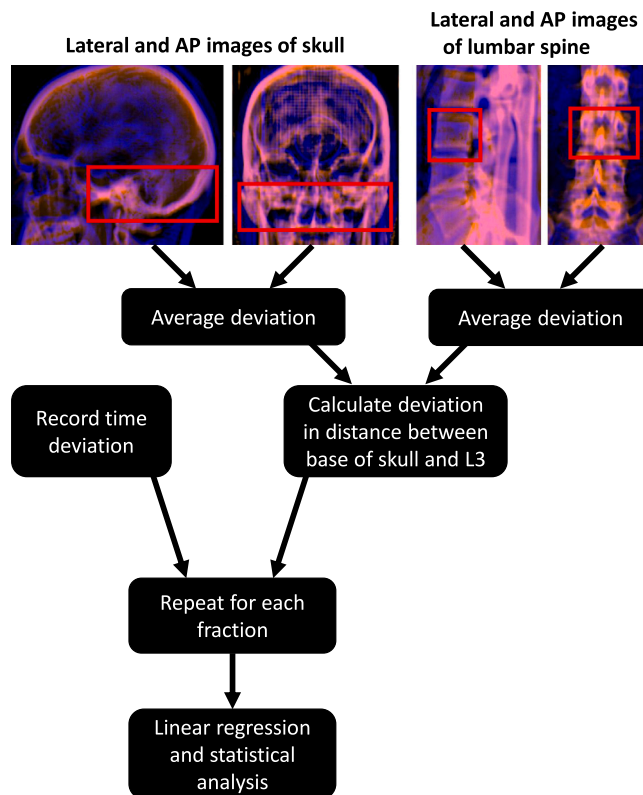 Lateral and AP images of skull
Lateral and AP images
of lumbar spine
Average deviation
Average deviation
Record time
deviation
Calculate deviation
in distance between
base of skull and L3
Repeat for each
fraction
Linear regression
and statistical
analysis